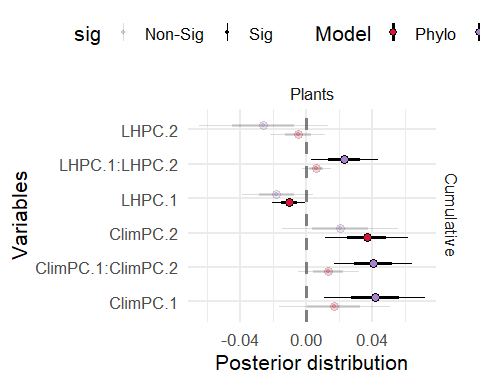 sig Non-Sig Sig Model Phylo
Plants
LHPC.2
LHPC.1:LHPC.2
LHPC.1
ClimPC.2
ClimPC.1:ClimPC.2
ClimPC.1
Variables
Cumulative
-0.04 0.00 0.04
Posterior distribution